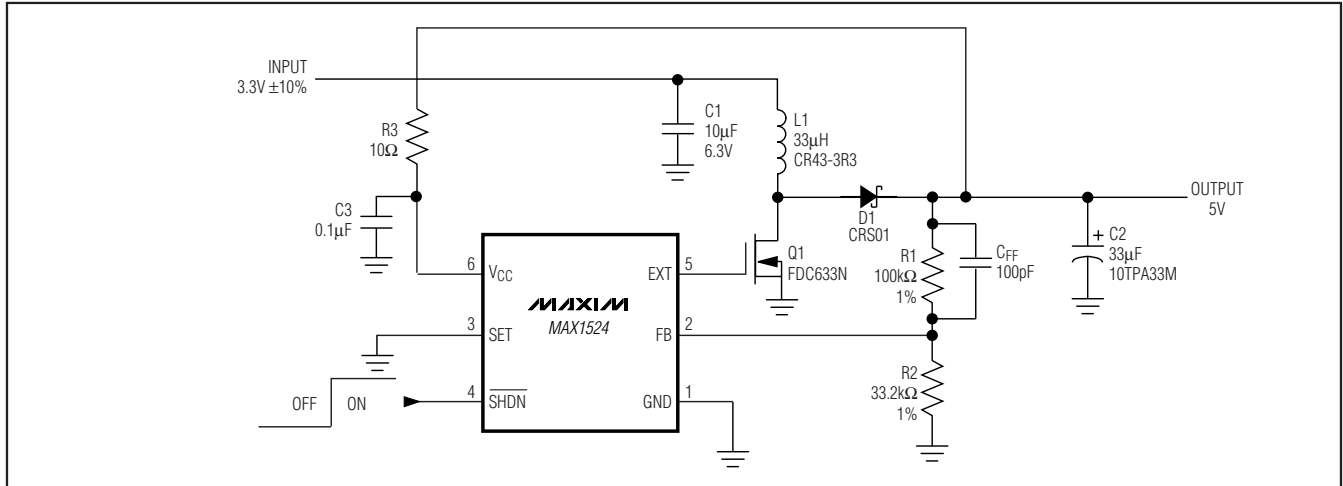 INPUT
3.3V ±10%
R3
10Ω
C3
0.1µF
C1
10µF
6.3V
L1
33µH
CR43-3R3
D1
CRS01
OUTPUT
5V
Q1
FDC633N
R1
100kΩ
1%
CFF
100pF
+ C2
33µF
10TPA33M
6 VCC
EXT 5
MAXIM
MAX1524
3 SET
FB 2
OFF ON
4 SHDN
GND 1
R2
33.2kΩ
1%